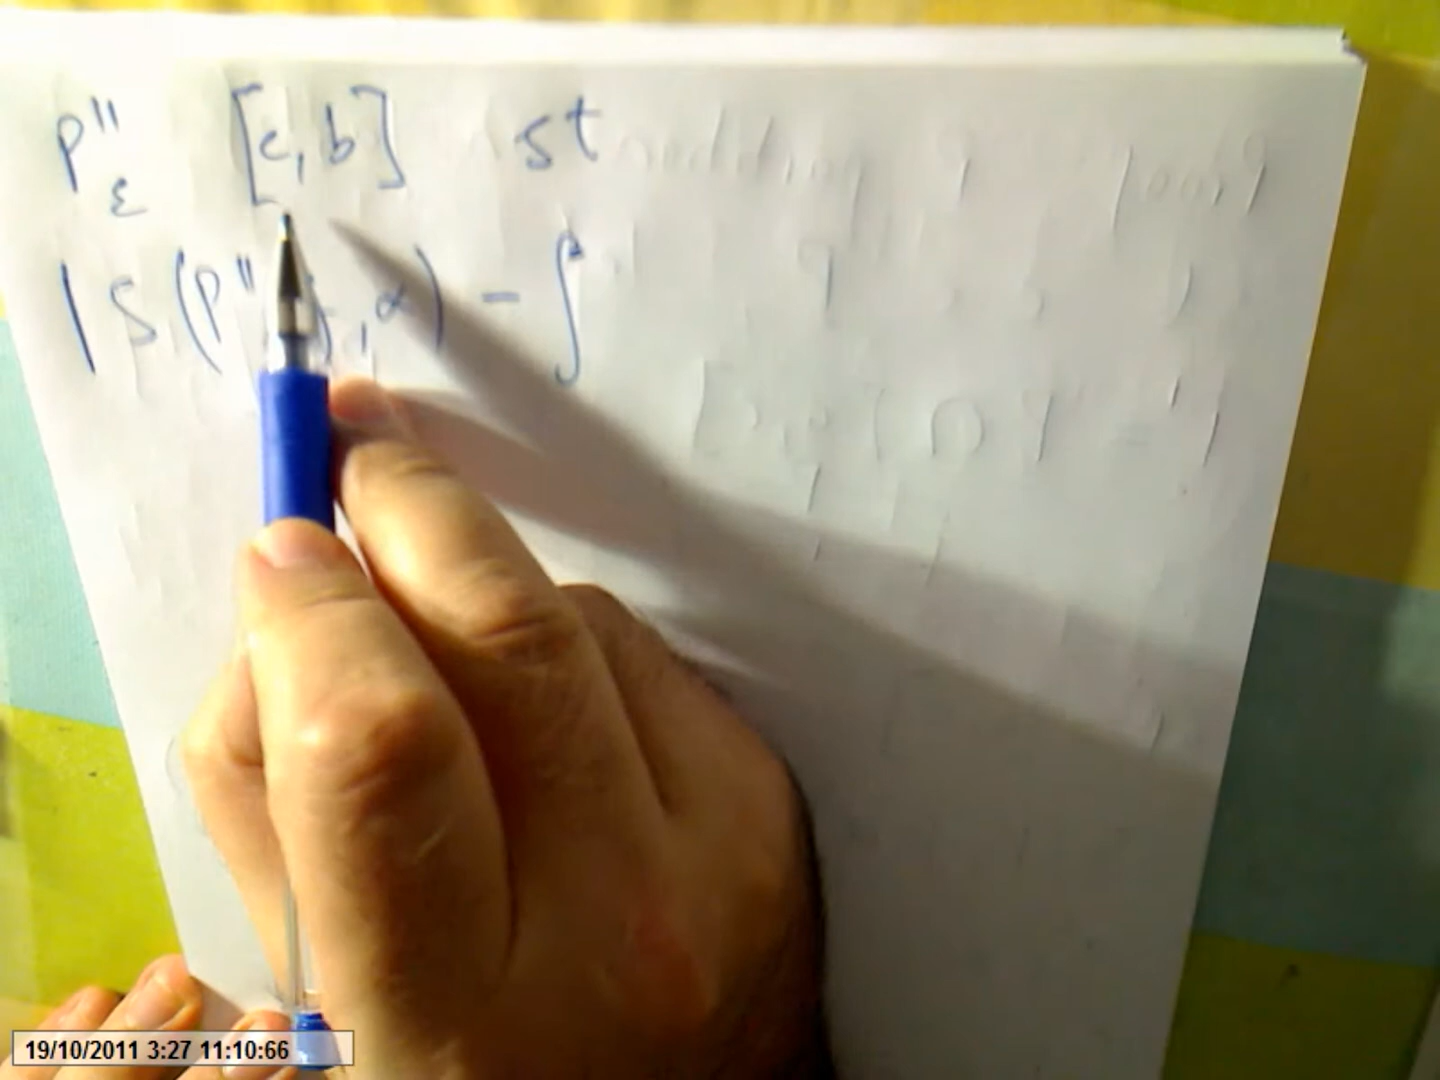 P''ε [c, b] st
| S (P'' f, α) - ∫
19/10/2011 3:27 11:10:66